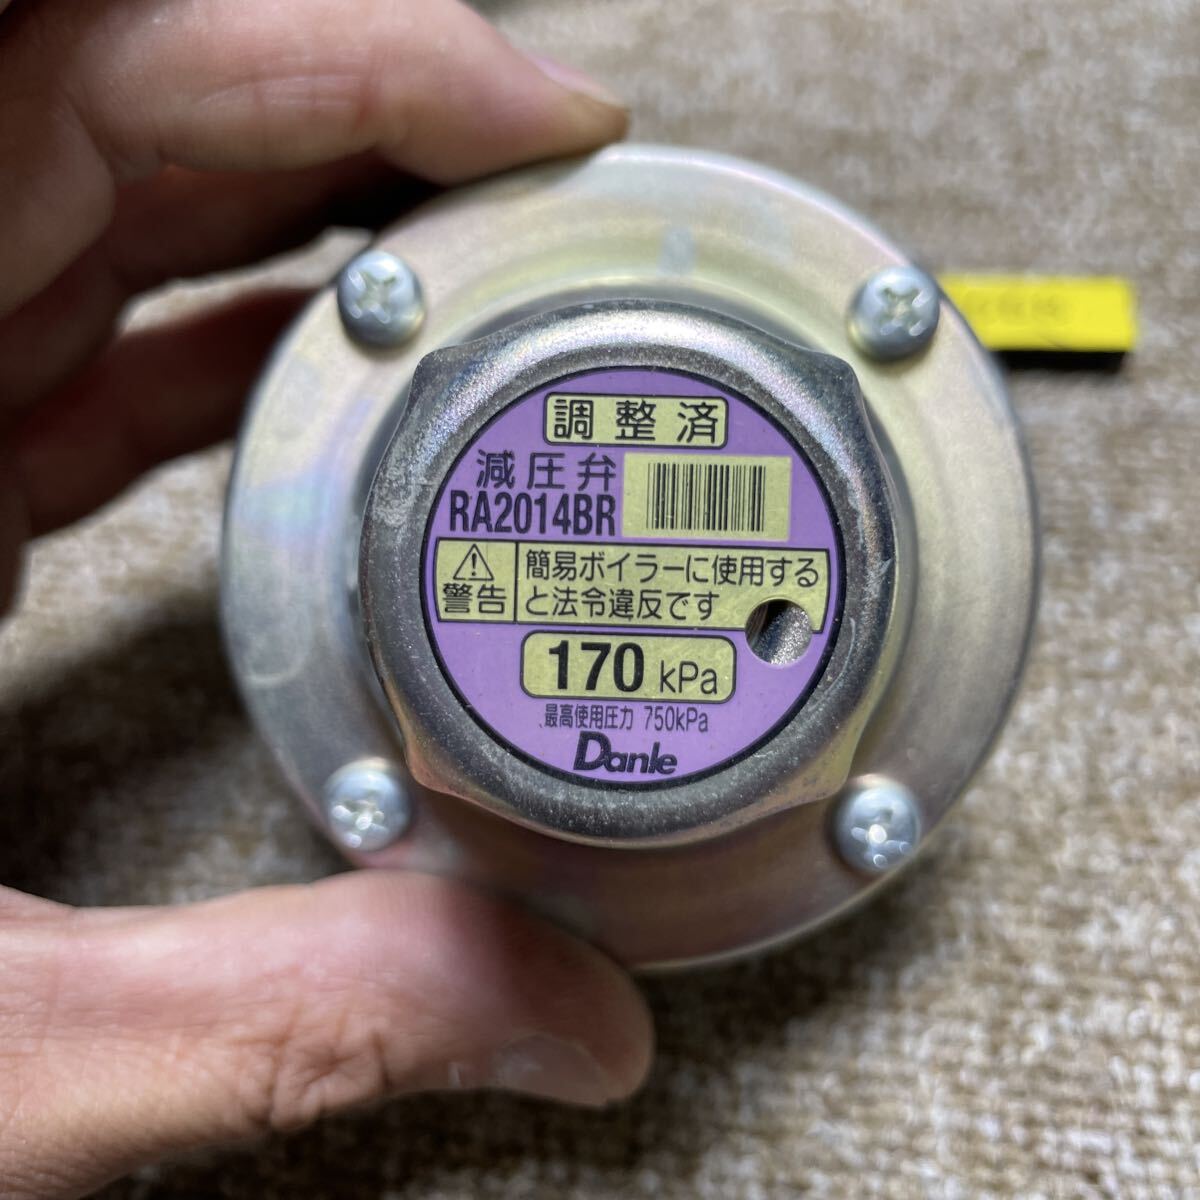 調整済
減圧弁
RA2014BR
警告
簡易ボイラーに使用する
と法令違反です
170 kPa
最高使用圧力 750kPa
Danle